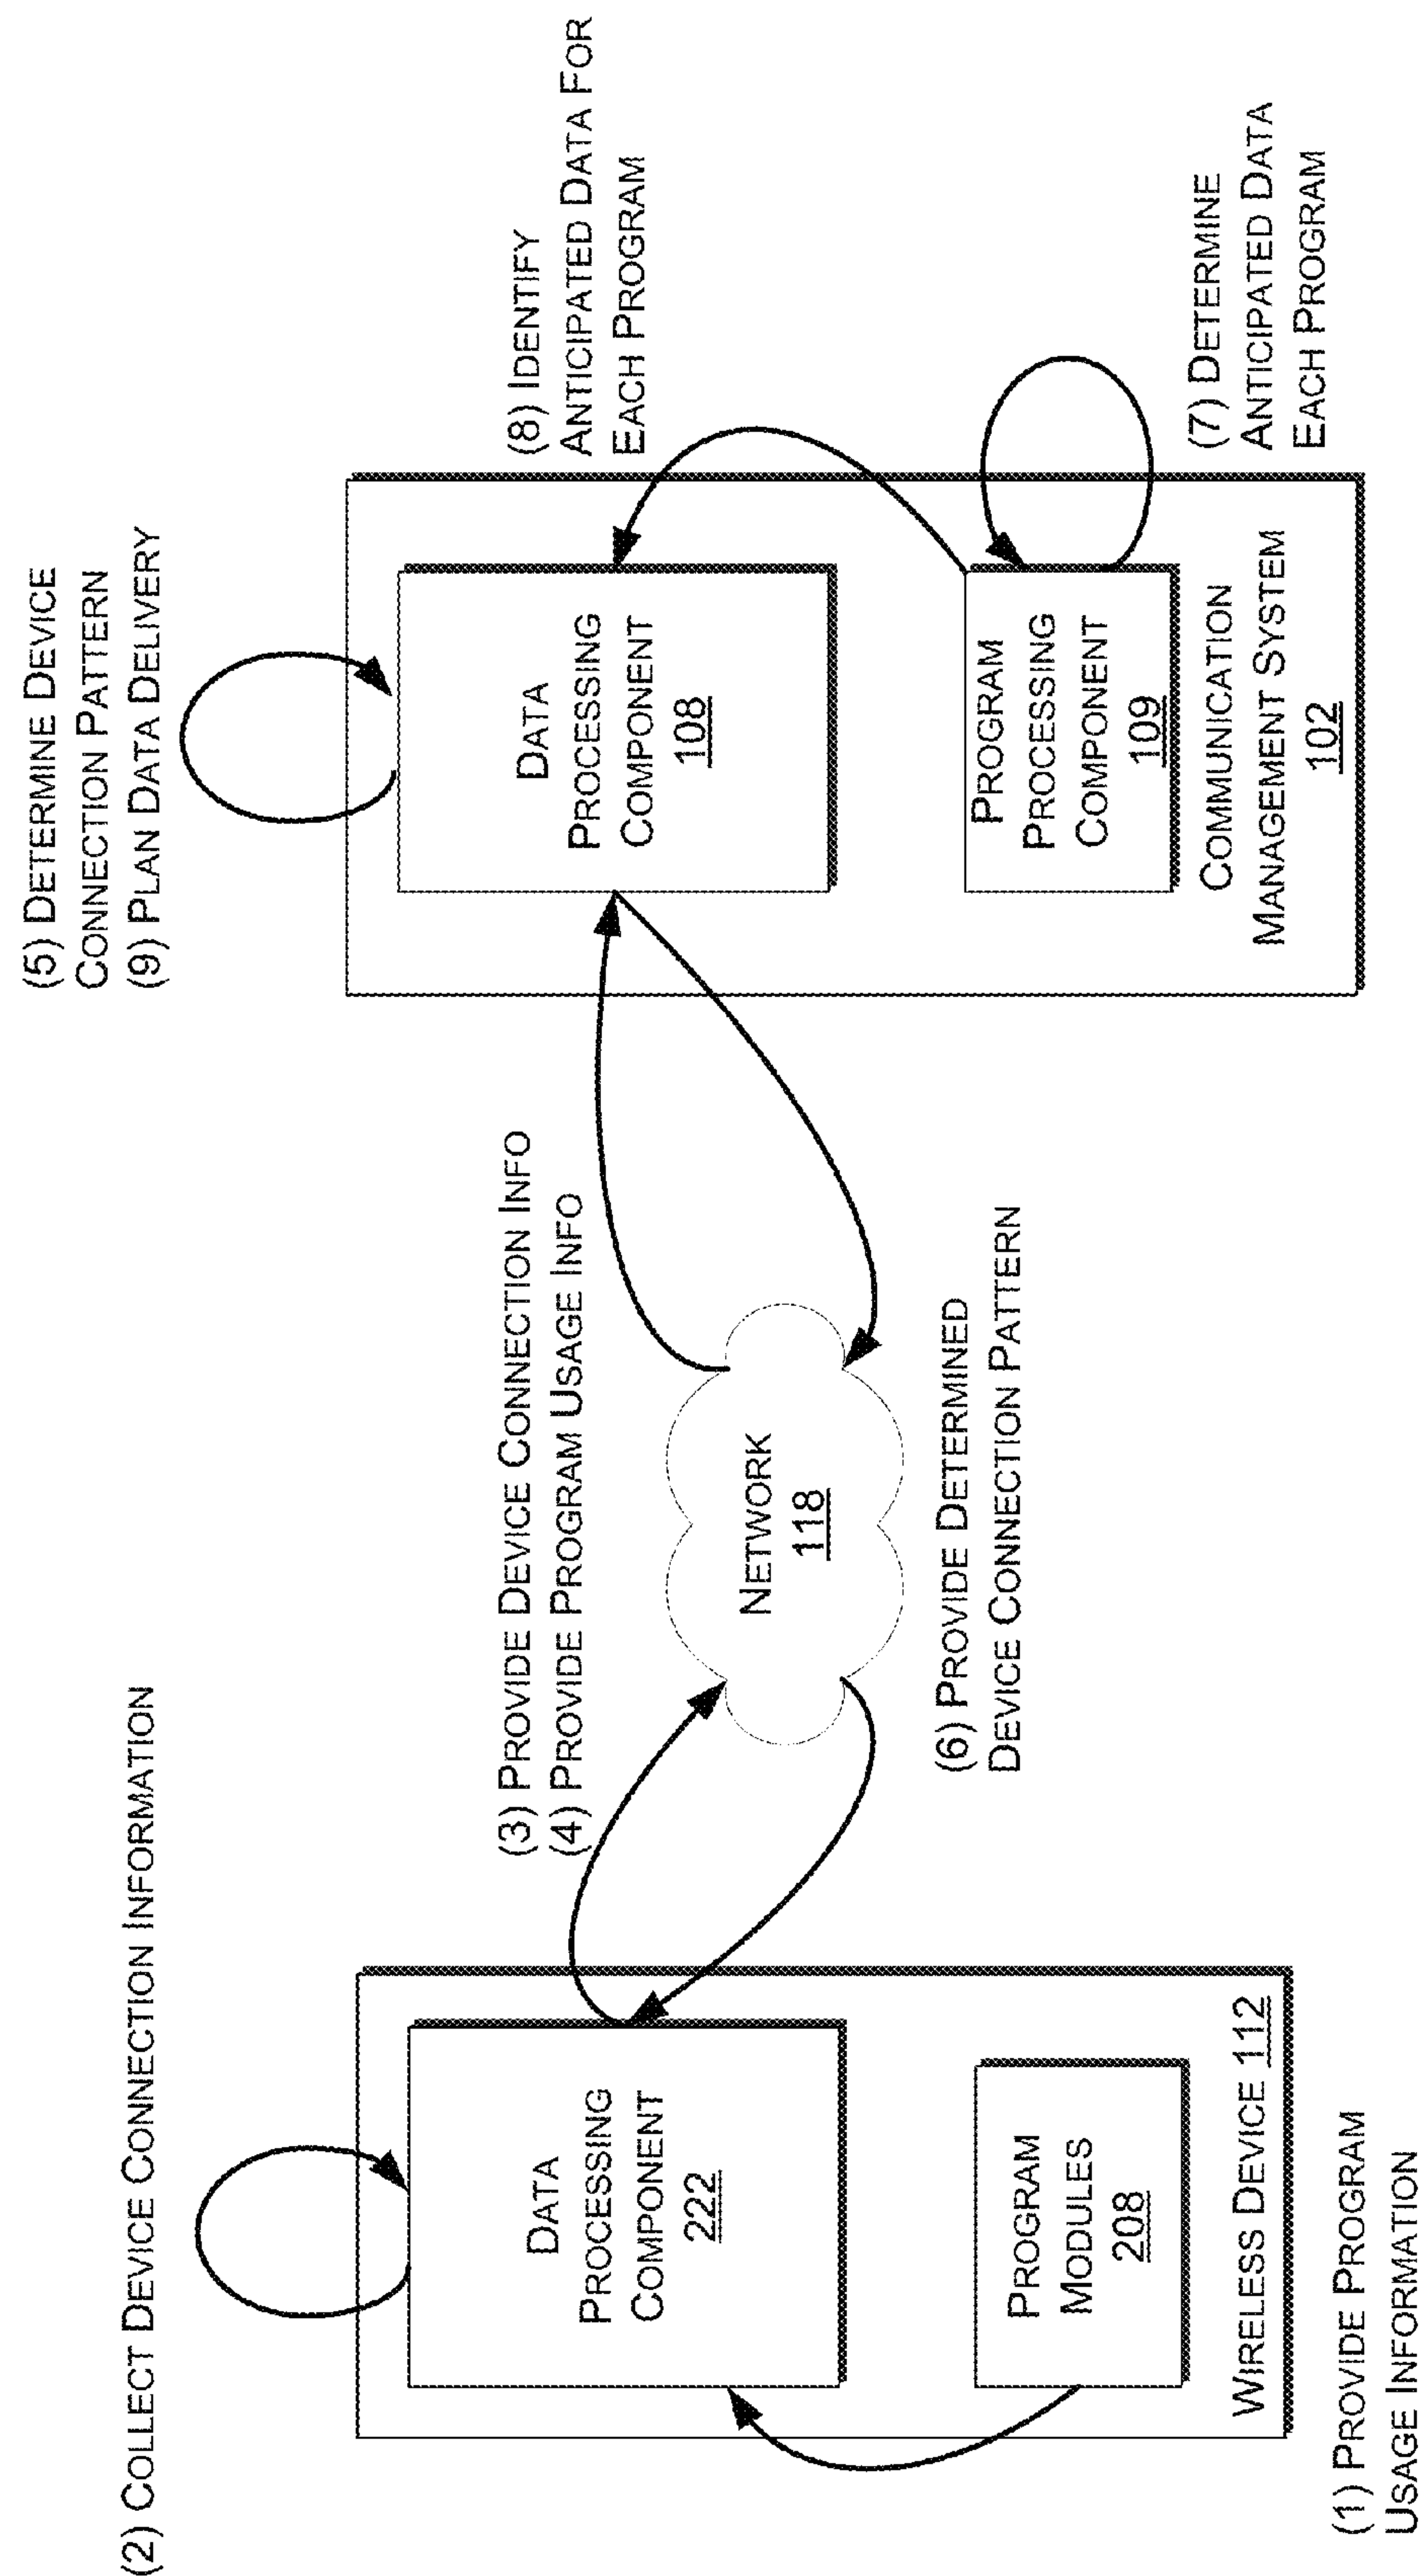 (2) COLLECT DEVICE CONNECTION INFORMATION
DATA
PROCESSING
COMPONENT
222
PROGRAM
MODULES
208
WIRELESS DEVICE 112
(1) PROVIDE PROGRAM
USAGE INFORMATION
(3) PROVIDE DEVICE CONNECTION INFO
(4) PROVIDE PROGRAM USAGE INFO
NETWORK
118
(6) PROVIDE DETERMINED
DEVICE CONNECTION PATTERN
(5) DETERMINE DEVICE
CONNECTION PATTERN
(9) PLAN DATA DELIVERY
DATA
PROCESSING
COMPONENT
108
PROGRAM
PROCESSING
COMPONENT
109
COMMUNICATION
MANAGEMENT SYSTEM
102
(8) IDENTIFY
ANTICIPATED DATA FOR
EACH PROGRAM
(7) DETERMINE
ANTICIPATED DATA
EACH PROGRAM